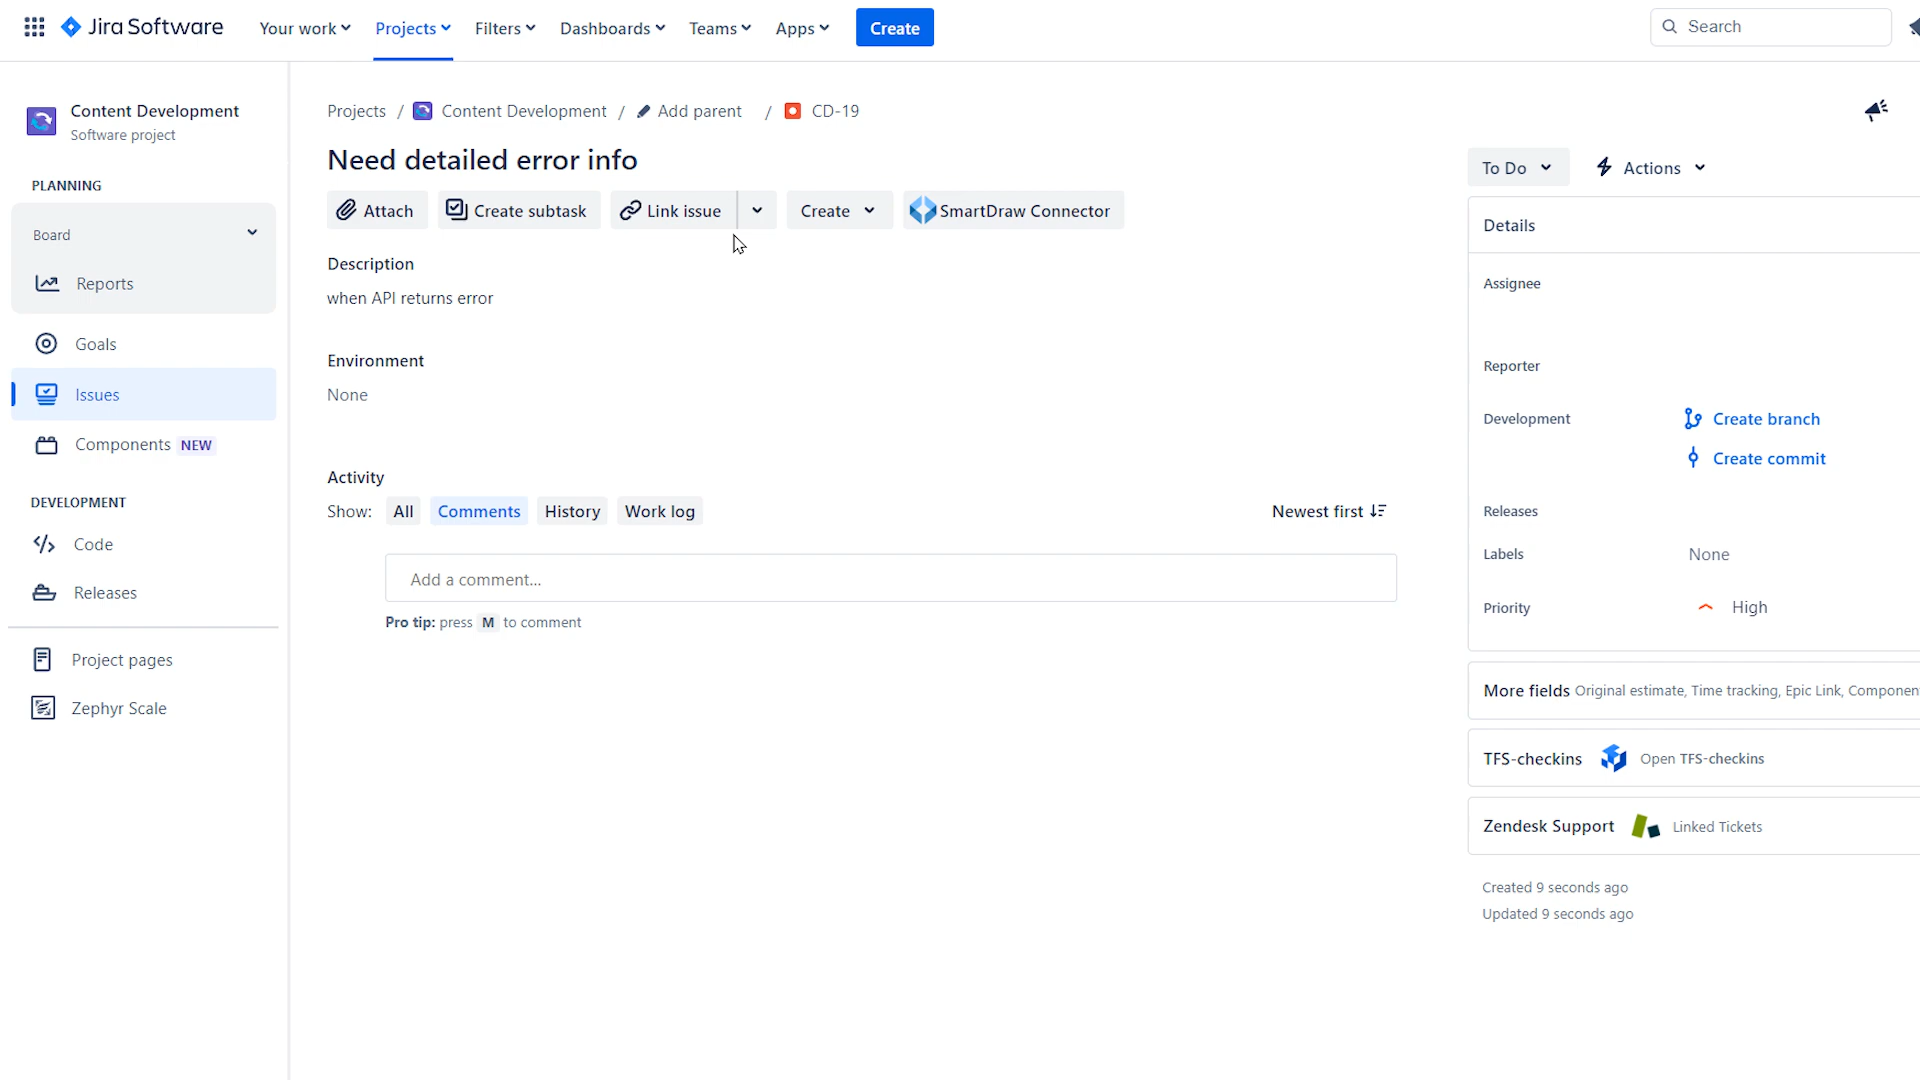 Jira Software
Your work
Projects
Filters
Dashboards
Teams
Apps
Create
Search
Content Development
Software project
PLANNING
Board
Reports
Goals
Issues
Components NEW
DEVELOPMENT
Code
Releases
Project pages
Zephyr Scale
Projects / Content Development / Add parent / CD-19
Need detailed error info
Attach
Create subtask
Link issue
Create
SmartDraw Connector
Description
when API returns error
Environment
None
Activity
Show: All Comments History Work log
Newest first
Add a comment...
Pro tip: press M to comment
To Do
Actions
Details
Assignee
Reporter
Development
Create branch
Create commit
Releases
Labels None
Priority High
More fields Original estimate, Time tracking, Epic Link, Componen
TFS-checkins Open TFS-checkins
Zendesk Support Linked Tickets
Created 9 seconds ago
Updated 9 seconds ago